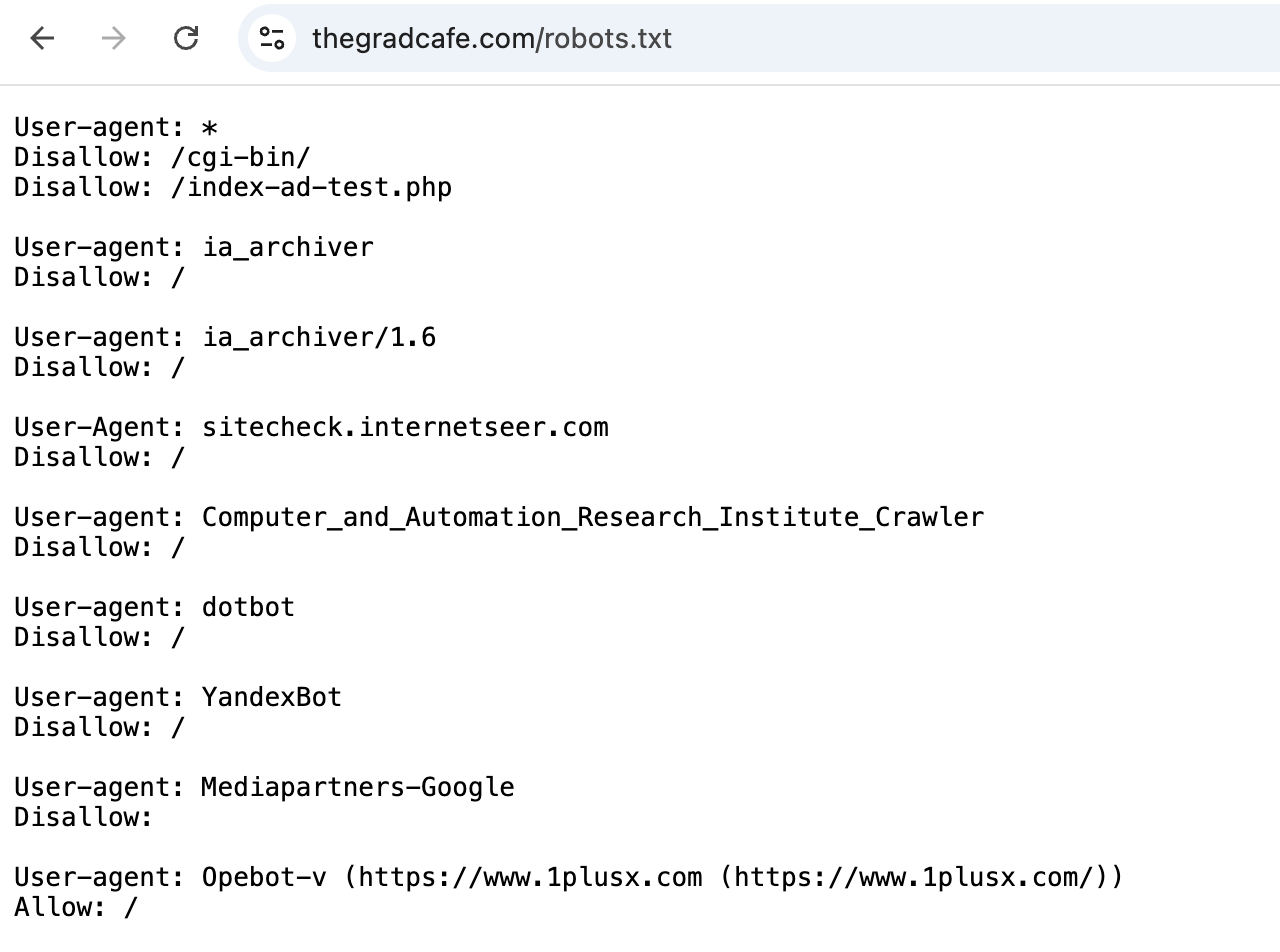 thegradcafe.com/robots.txt
User-agent: *
Disallow: /cgi-bin/
Disallow: /index-ad-test.php
User-agent: ia_archiver
Disallow: /
User-agent: ia_archiver/1.6
Disallow: /
User-Agent: sitecheck.internetseer.com
Disallow: /
User-agent: Computer_and_Automation_Research_Institute_Crawler
Disallow: /
User-agent: dotbot
Disallow: /
User-agent: YandexBot
Disallow: /
User-agent: Mediapartners-Google
Disallow:
User-agent: Opebot-v (https://www.1plusx.com (https://www.1plusx.com/))
Allow: /